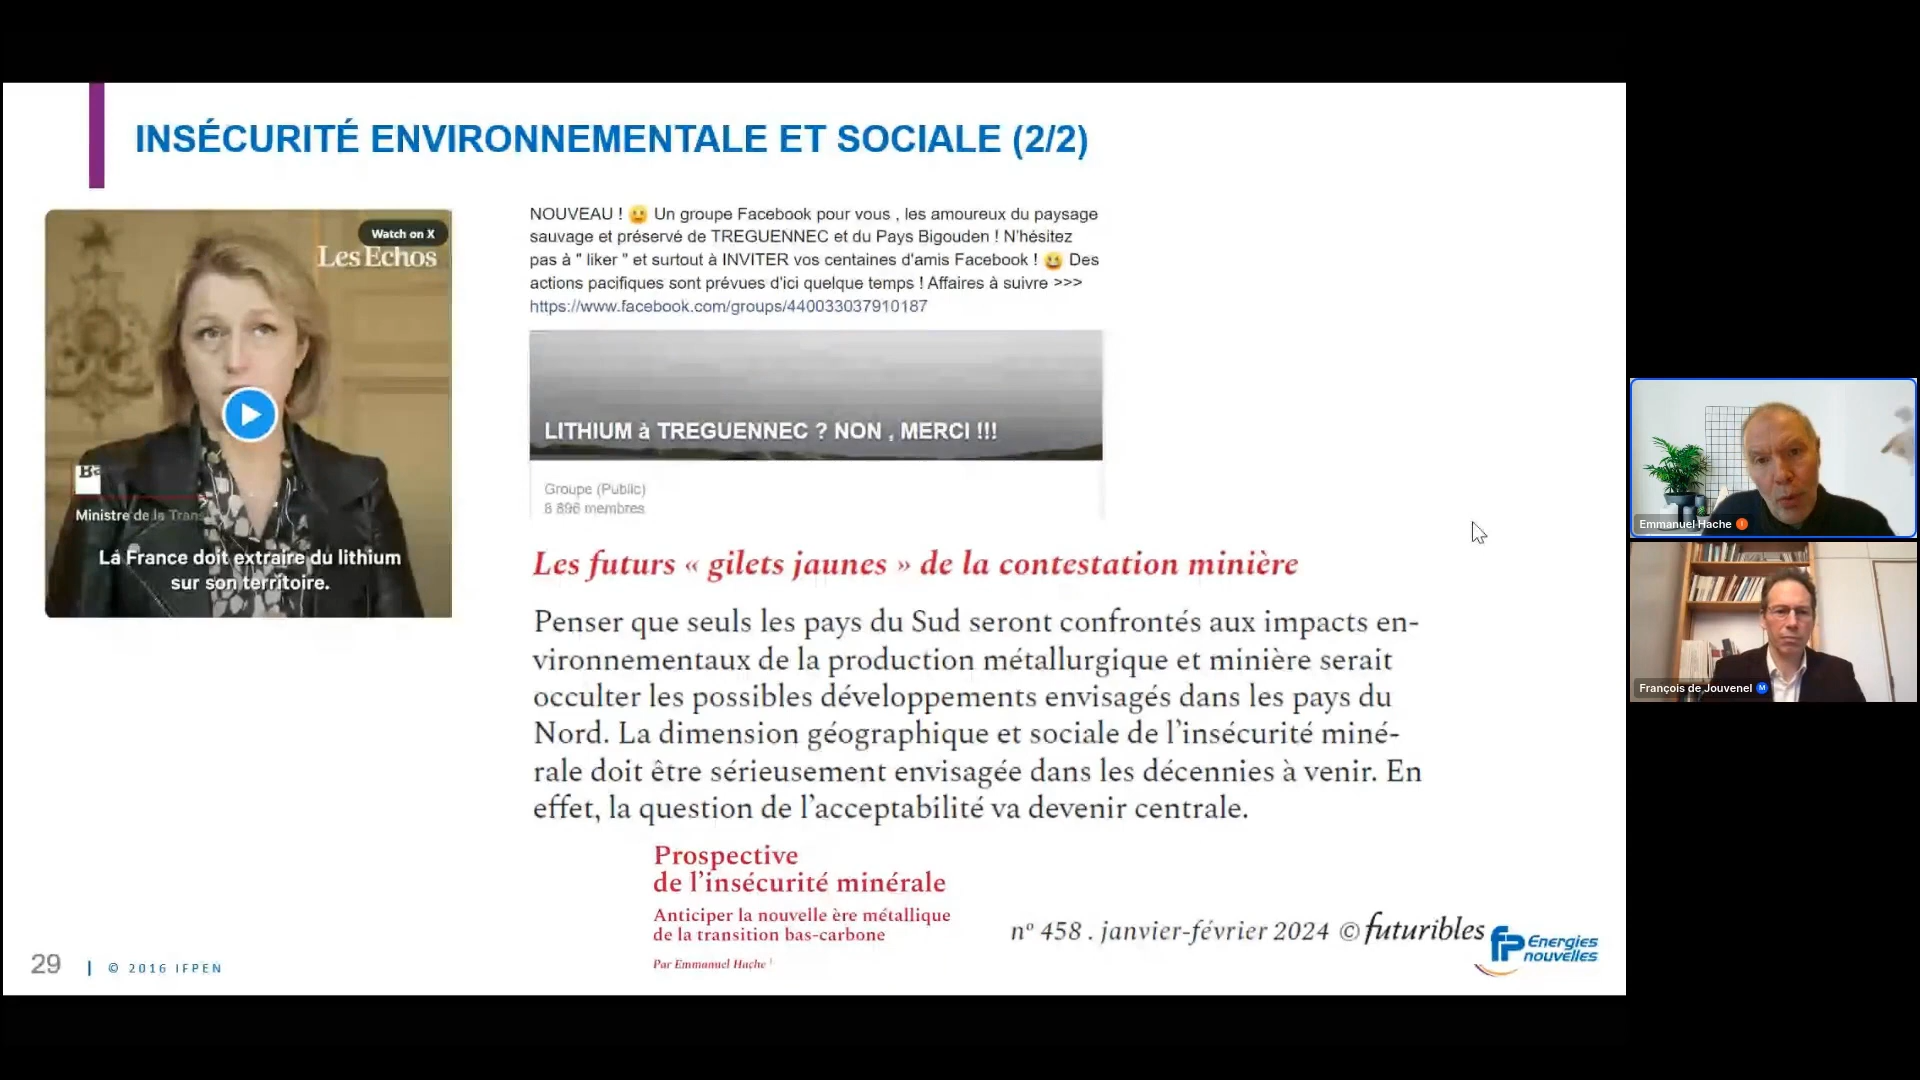 INSÉCURITÉ ENVIRONNEMENTALE ET SOCIALE (2/2)
Watch on X
Les Echos
Ba
Ministre de la Trans
La France doit extraire du lithium
sur son territoire.
NOUVEAU ! 😃 Un groupe Facebook pour vous , les amoureux du paysage
sauvage et préservé de TREGUENNEC et du Pays Bigouden ! N'hésitez
pas à " liker " et surtout à INVITER vos centaines d'amis Facebook ! 😆 Des
actions pacifiques sont prévues d'ici quelque temps ! Affaires à suivre >>>
https://www.facebook.com/groups/440033037910187
LITHIUM à TREGUENNEC ? NON , MERCI !!!
Groupe (Public)
8 896 membres
Les futurs « gilets jaunes » de la contestation minière
Penser que seuls les pays du Sud seront confrontés aux impacts en-
vironnementaux de la production métallurgique et minière serait
occulter les possibles développements envisagés dans les pays du
Nord. La dimension géographique et sociale de l'insécurité miné-
rale doit être sérieusement envisagée dans les décennies à venir. En
effet, la question de l'acceptabilité va devenir centrale.
Prospective
de l'insécurité minérale
Anticiper la nouvelle ère métallique
de la transition bas-carbone
Par Emmanuel Hache ¹
nº 458 . janvier-février 2024 © futuribles
Energies
nouvelles
29 | © 2016 IFPEN
Emmanuel Hache I
François de Jouvenel M